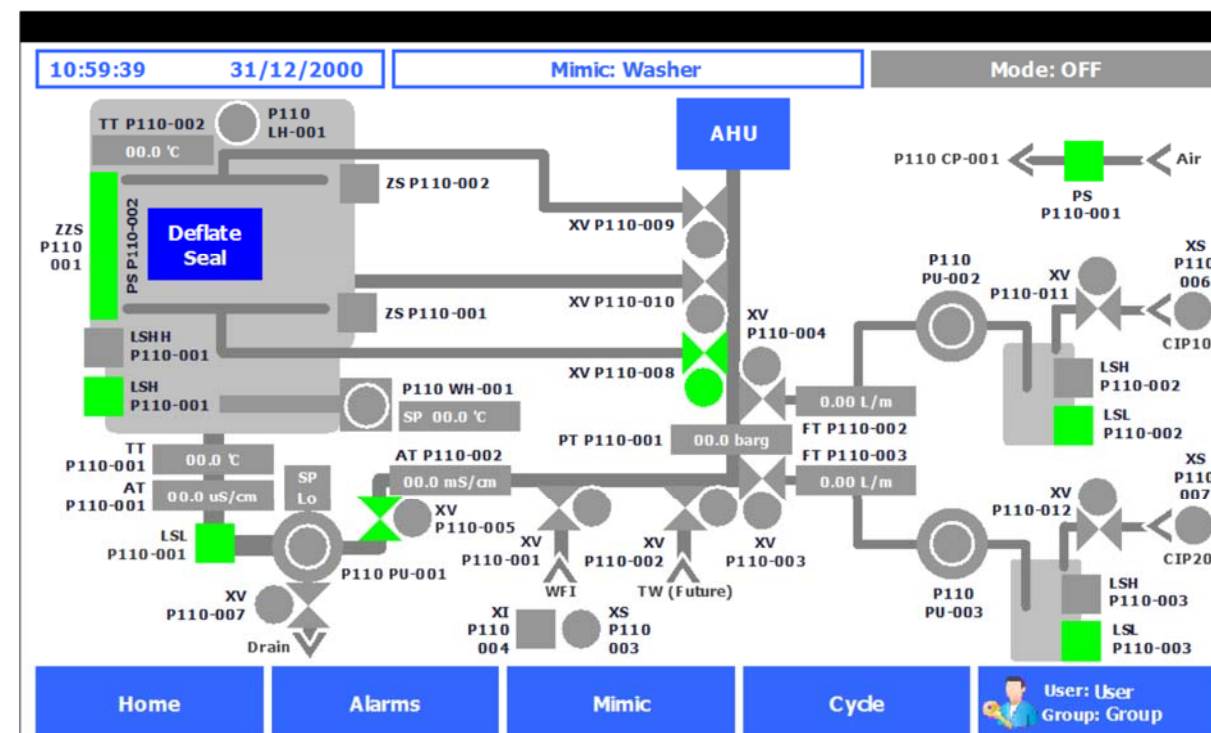 10:59:39 31/12/2000
Mimic: Washer
Mode: OFF
TT P110-002
00.0 °C
P110
LH-001
AHU
P110 CP-001
Air
PS
P110-001
ZS P110-002
XV P110-009
ZZS
P110
001
PS P110-002
Deflate
Seal
P110
PU-002
XV
P110-011
XS
P110
006
XV P110-010
ZS P110-001
XV
P110-004
CIP10
LSHH
P110-001
XV P110-008
LSH
P110-002
LSH
P110-001
P110 WH-001
SP 00.0 °C
0.00 L/m
FT P110-002
LSL
P110-002
PT P110-001
00.0 barg
TT
P110-001
00.0 °C
AT P110-002
00.0 mS/cm
FT P110-003
0.00 L/m
XS
P110
007
AT
P110-001
00.0 uS/cm
SP
Lo
XV
P110-005
XV
P110-012
LSL
P110-001
P110 PU-001
XV
P110-001
XV
P110-002
XV
P110-003
CIP20
WFI
TW (Future)
XV
P110-007
Drain
XI
P110
004
XS
P110
003
P110
PU-003
LSH
P110-003
LSL
P110-003
Home
Alarms
Mimic
Cycle
User: User
Group: Group